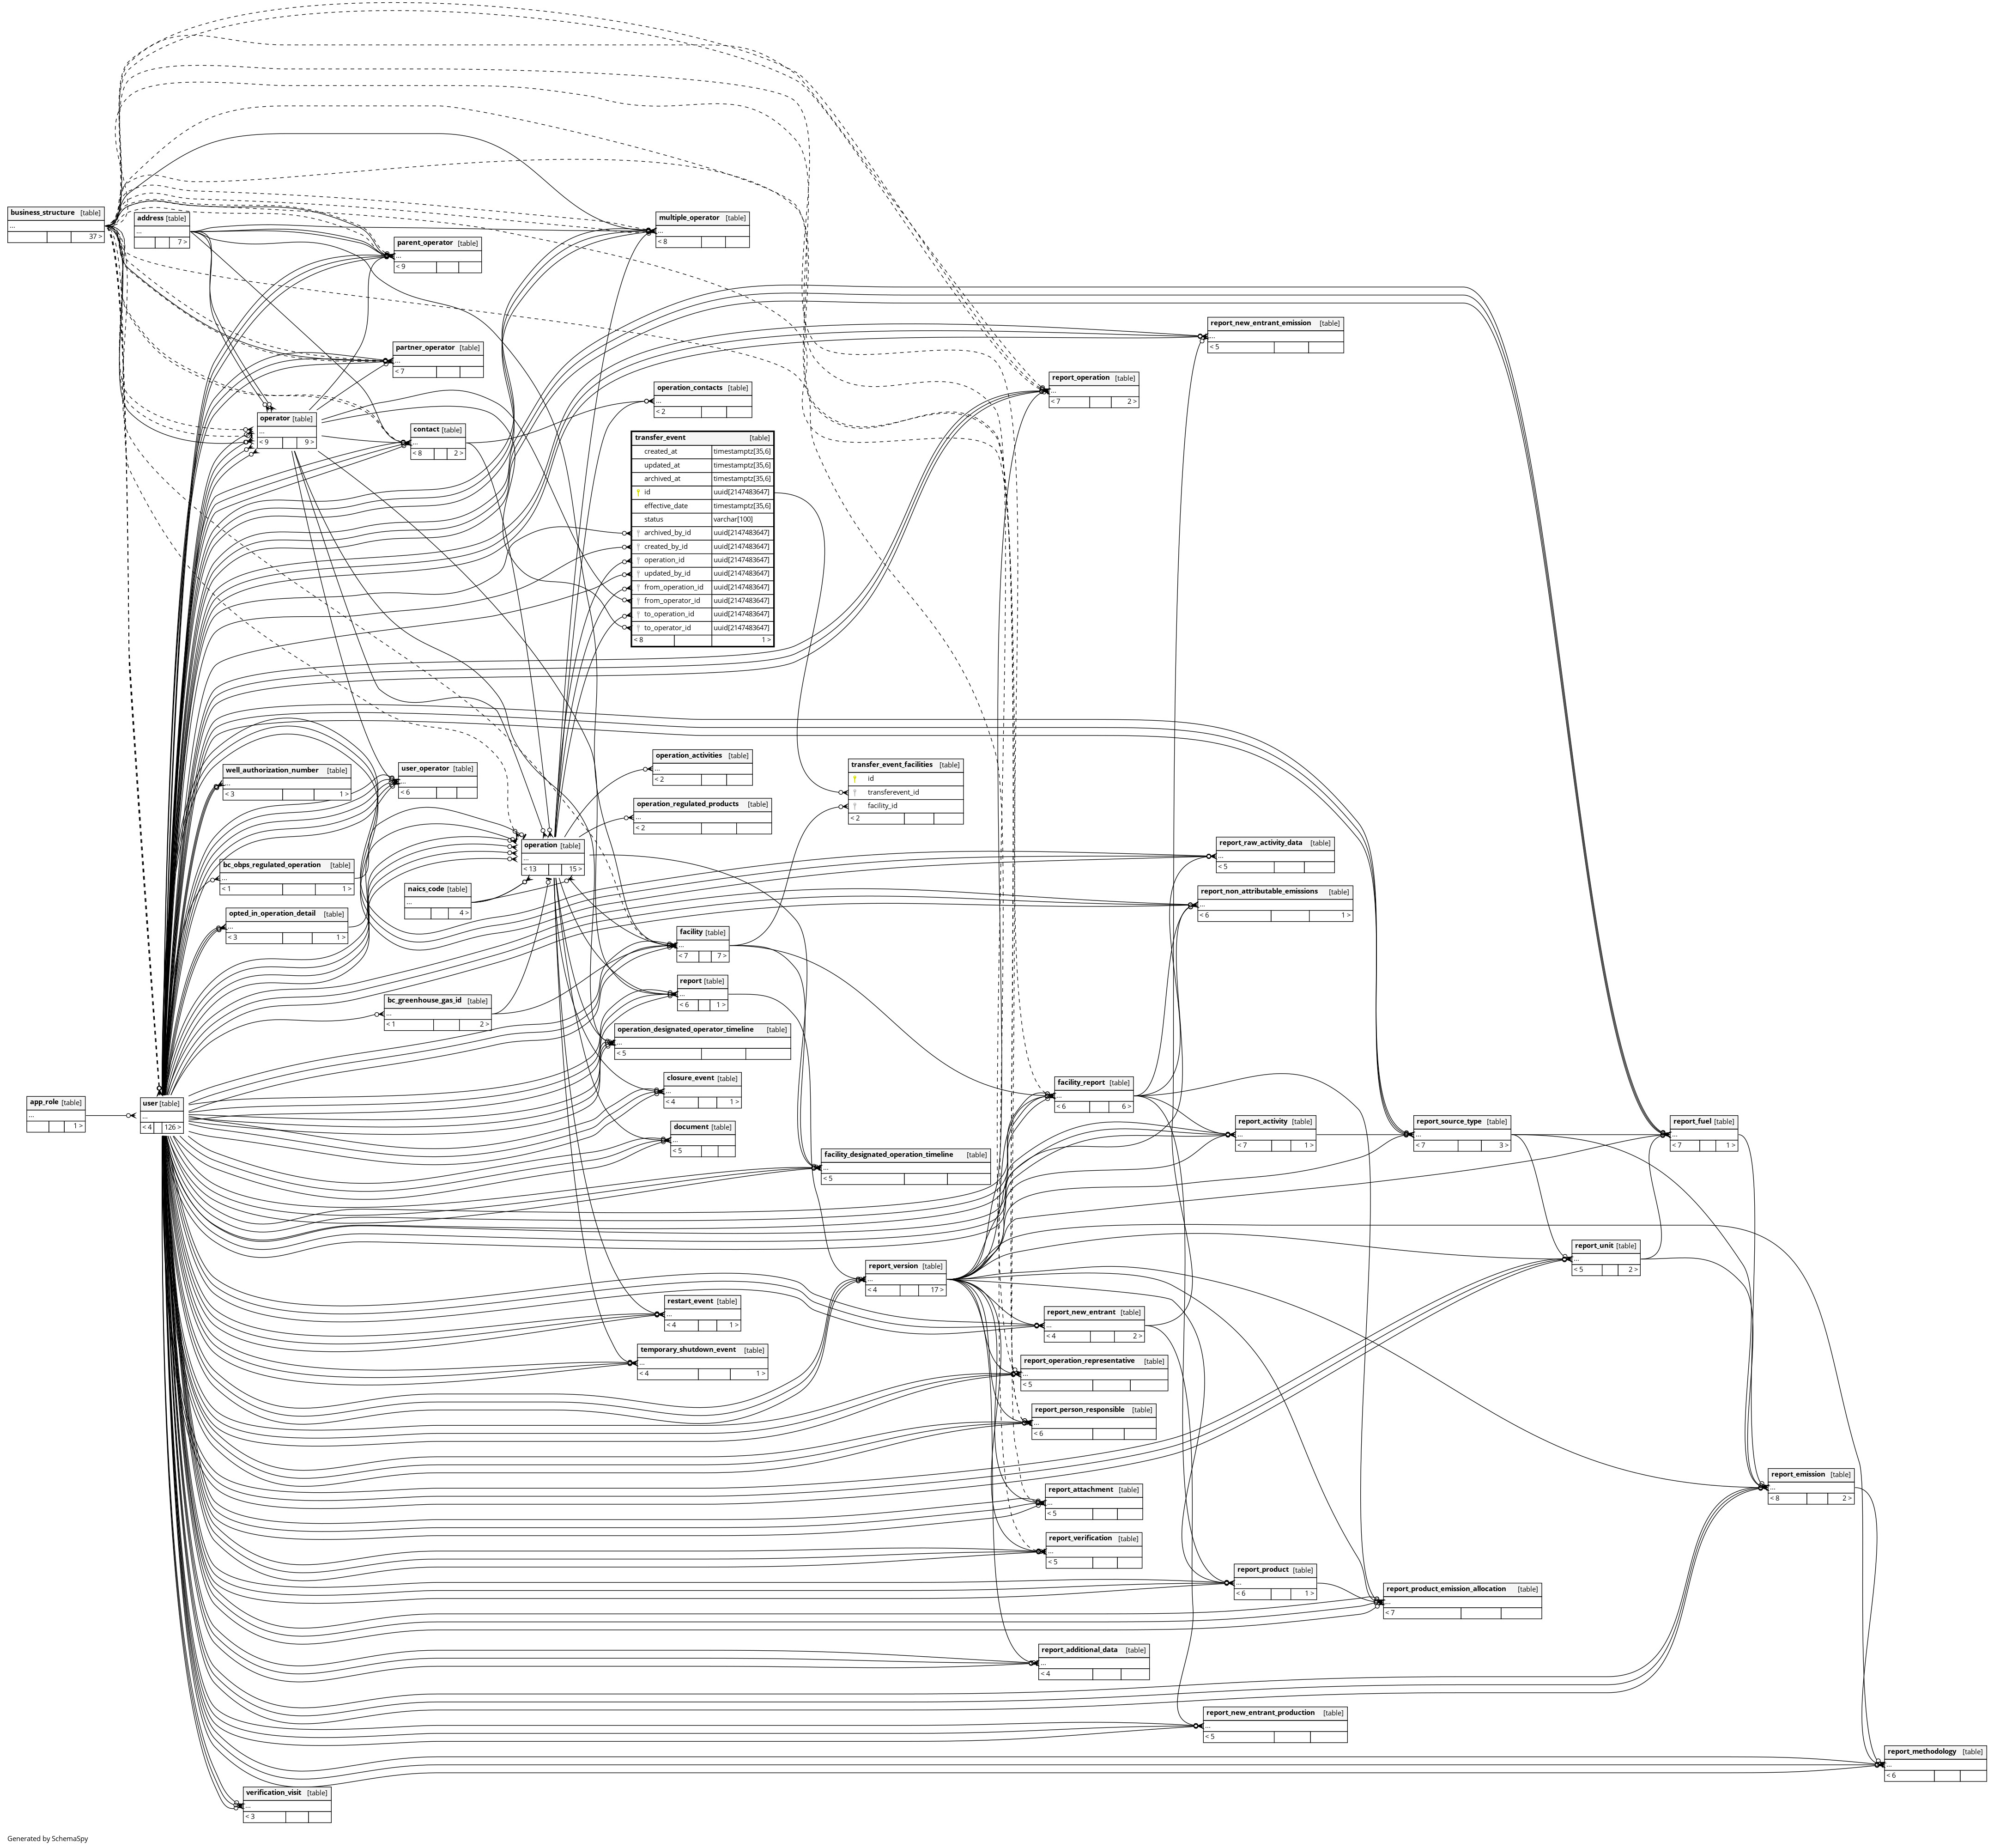 business_structure [table]
...
37 >
address [table]
...
7 >
multiple_operator [table]
...
< 8
parent_operator [table]
...
< 9
report_new_entrant_emission [table]
...
< 5
partner_operator [table]
...
< 7
report_operation [table]
...
< 7 2 >
operation_contacts [table]
...
< 2
operator [table]
...
< 9 9 >
contact [table]
...
< 8 2 >
transfer_event [table]
created_at timestamptz[35,6]
updated_at timestamptz[35,6]
archived_at timestamptz[35,6]
id uuid[2147483647]
effective_date timestamptz[35,6]
status varchar[100]
archived_by_id uuid[2147483647]
created_by_id uuid[2147483647]
operation_id uuid[2147483647]
updated_by_id uuid[2147483647]
from_operation_id uuid[2147483647]
from_operator_id uuid[2147483647]
to_operation_id uuid[2147483647]
to_operator_id uuid[2147483647]
< 8 1 >
operation_activities [table]
...
< 2
well_authorization_number [table]
...
< 3 1 >
user_operator [table]
...
< 6
transfer_event_facilities [table]
id
transferevent_id
facility_id
< 2
operation_regulated_products [table]
...
< 2
operation [table]
...
< 13 15 >
report_raw_activity_data [table]
...
< 5
bc_obps_regulated_operation [table]
...
< 1 1 >
naics_code [table]
...
4 >
report_non_attributable_emissions [table]
...
< 6 1 >
opted_in_operation_detail [table]
...
< 3 1 >
facility [table]
...
< 7 7 >
report [table]
...
< 6 1 >
bc_greenhouse_gas_id [table]
...
< 1 2 >
operation_designated_operator_timeline [table]
...
< 5
closure_event [table]
...
< 4 1 >
facility_report [table]
...
< 6 6 >
app_role [table]
...
1 >
user [table]
...
< 4 126 >
document [table]
...
< 5
report_activity [table]
...
< 7 1 >
report_source_type [table]
...
< 7 3 >
report_fuel [table]
...
< 7 1 >
facility_designated_operation_timeline [table]
...
< 5
report_unit [table]
...
< 5 2 >
report_version [table]
...
< 4 17 >
restart_event [table]
...
< 4 1 >
report_new_entrant [table]
...
< 4 2 >
temporary_shutdown_event [table]
...
< 4 1 >
report_operation_representative [table]
...
< 5
report_person_responsible [table]
...
< 6
report_emission [table]
...
< 8 2 >
report_attachment [table]
...
< 5
report_verification [table]
...
< 5
report_product [table]
...
< 6 1 >
report_product_emission_allocation [table]
...
< 7
report_additional_data [table]
...
< 4
report_new_entrant_production [table]
...
< 5
report_methodology [table]
...
< 6
verification_visit [table]
...
< 3
Generated by SchemaSpy